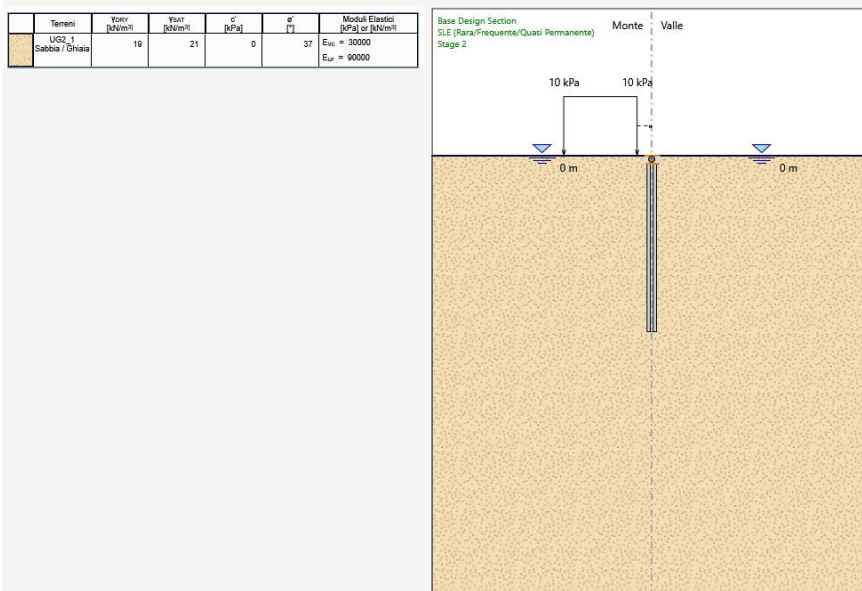 Terreni γDRY [kN/m³] γSAT [kN/m³] c' [kPa] ø' [°] Moduli Elastici [kPa] or [kN/m³]
UG2_1 Sabbia / Ghiaia 19 21 0 37 Evc = 30000
Eur = 90000
Base Design Section
SLE (Rara/Frequente/Quasi Permanente)
Stage 2
Monte Valle
10 kPa 10 kPa
0 m 0 m